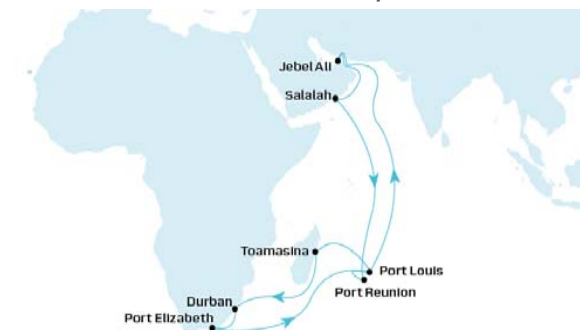 Jebel Ali
Salalah
Toamasina
Port Louis
Port Reunion
Durban
Port Elizabeth